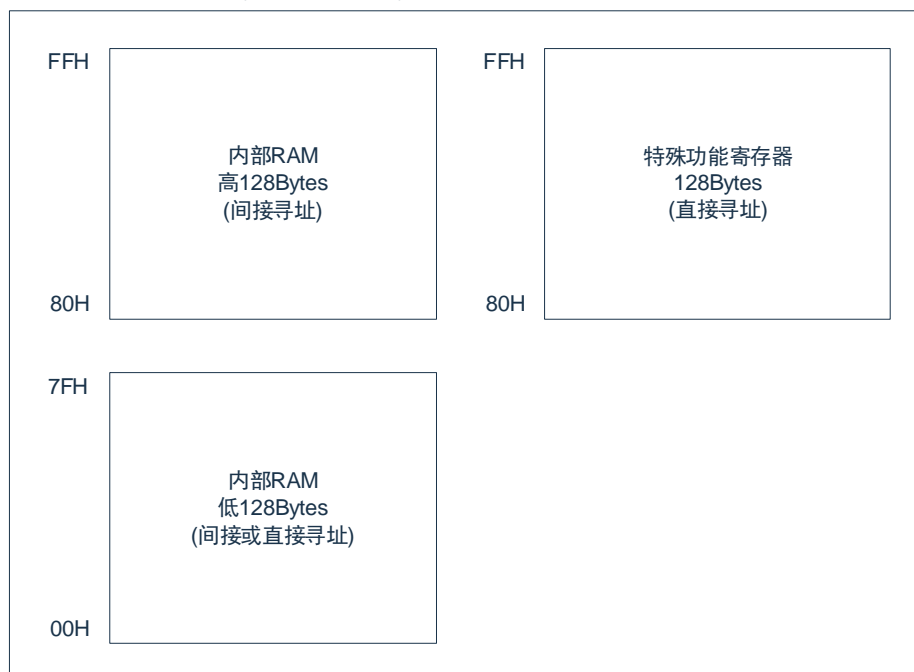 FFH
内部RAM
高128Bytes
(间接寻址)
80H
FFH
特殊功能寄存器
128Bytes
(直接寻址)
80H
7FH
内部RAM
低128Bytes
(间接或直接寻址)
00H